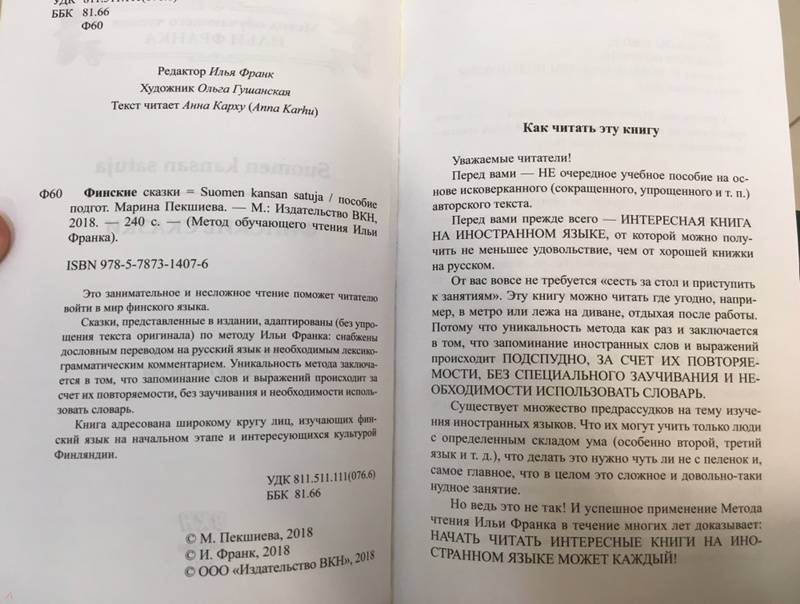 УДК 811.511.111(076.6)
ББК 81.66
Ф60
Редактор Илья Франк
Художник Ольга Гушанская
Текст читает Анна Карху (Anna Karhu)
Ф60 Финские сказки = Suomen kansan satuja / пособие
подгот. Марина Пекшиева. — М.: Издательство ВКН,
2018. — 240 с. — (Метод обучающего чтения Ильи
Франка).
ISBN 978-5-7873-1407-6
Это занимательное и несложное чтение поможет читателю
войти в мир финского языка.
Сказки, представленные в издании, адаптированы (без упро-
щения текста оригинала) по методу Ильи Франка: снабжены
дословным переводом на русский язык и необходимым лексико-
грамматическим комментарием. Уникальность метода заключа-
ется в том, что запоминание слов и выражений происходит за
счет их повторяемости, без заучивания и необходимости исполь-
зовать словарь.
Книга адресована широкому кругу лиц, изучающих фин-
ский язык на начальном этапе и интересующихся культурой
Финляндии.
УДК 811.511.111(076.6)
ББК 81.66
© М. Пекшиева, 2018
© И. Франк, 2018
© ООО «Издательство ВКН», 2018
Как читать эту книгу
Уважаемые читатели!
Перед вами — НЕ очередное учебное пособие на ос-
нове исковерканного (сокращенного, упрощенного и т. п.)
авторского текста.
Перед вами прежде всего — ИНТЕРЕСНАЯ КНИГА
НА ИНОСТРАННОМ ЯЗЫКЕ, от которой можно полу-
чить не меньшее удовольствие, чем от хорошей книжки
на русском.
От вас вовсе не требуется «сесть за стол и приступить
к занятиям». Эту книгу можно читать где угодно, напри-
мер, в метро или лежа на диване, отдыхая после работы.
Потому что уникальность метода как раз и заключается
в том, что запоминание иностранных слов и выражений
происходит ПОДСПУДНО, ЗА СЧЕТ ИХ ПОВТОРЯЕ-
МОСТИ, БЕЗ СПЕЦИАЛЬНОГО ЗАУЧИВАНИЯ И НЕ-
ОБХОДИМОСТИ ИСПОЛЬЗОВАТЬ СЛОВАРЬ.
Существует множество предрассудков на тему изуче-
ния иностранных языков. Что их могут учить только люди
с определенным складом ума (особенно второй, третий
язык и т. д.), что делать это нужно чуть ли не с пеленок и,
самое главное, что в целом это сложное и довольно-таки
нудное занятие.
Но ведь это не так! И успешное применение Метода
чтения Ильи Франка в течение многих лет доказывает:
НАЧАТЬ ЧИТАТЬ ИНТЕРЕСНЫЕ КНИГИ НА ИНО-
СТРАННОМ ЯЗЫКЕ МОЖЕТ КАЖДЫЙ!